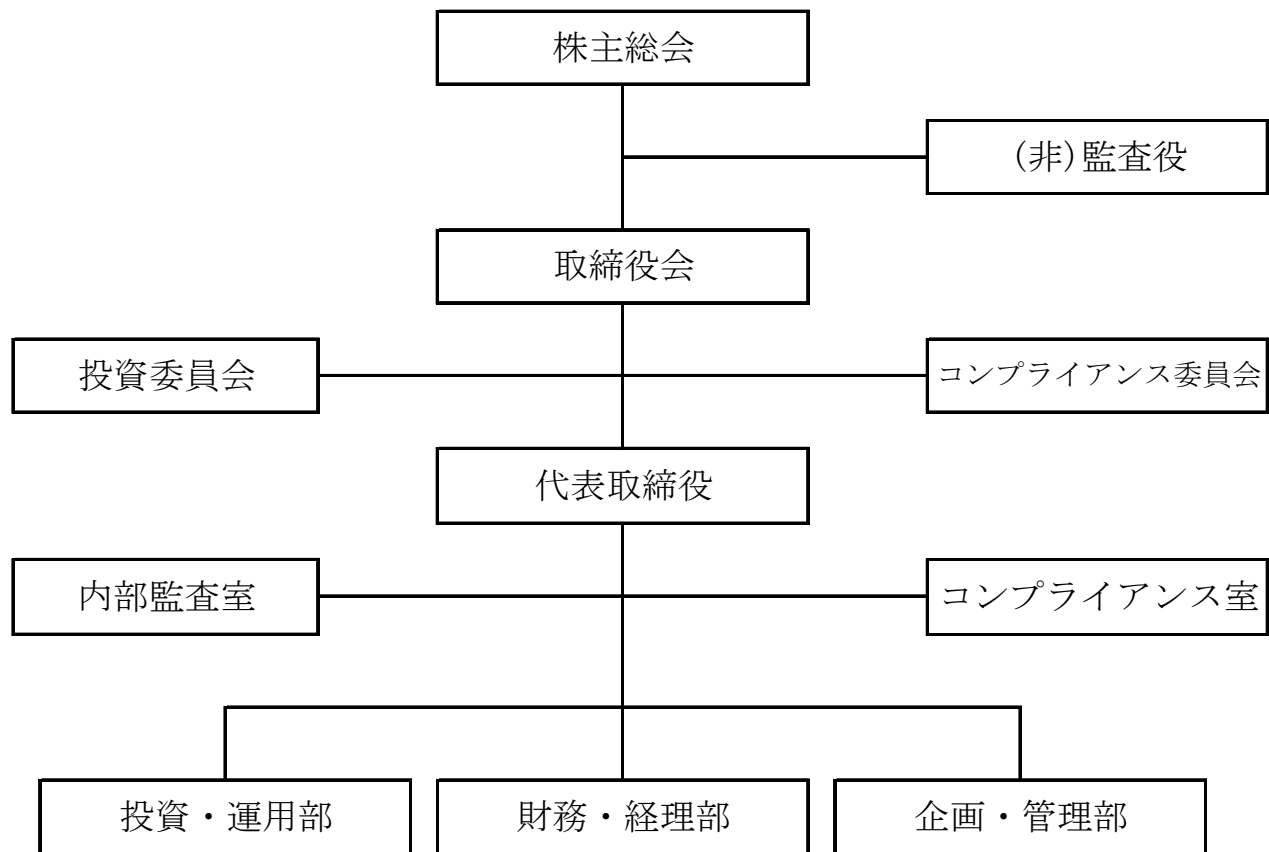 株主総会
(非)監査役
取締役会
投資委員会
コンプライアンス委員会
代表取締役
内部監査室
コンプライアンス室
投資・運用部
財務・経理部
企画・管理部